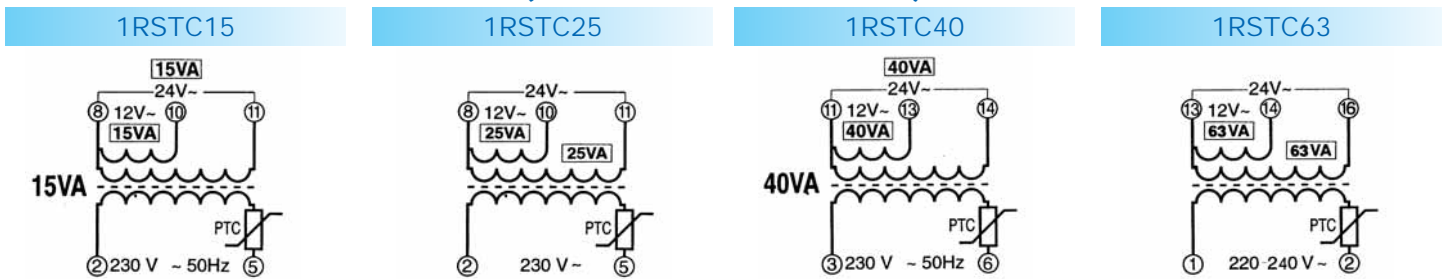 1RSTC15
15VA
24V~
8 12V~ 10 11
15VA
15VA
PTC
2 230 V ~ 50Hz 5
1RSTC25
24V~
8 12V~ 10 11
25VA
25VA
PTC
2 230 V ~ 5
1RSTC40
40VA
24V~
11 12V~ 13 14
40VA
40VA
PTC
3 230 V ~ 50Hz 6
1RSTC63
24V~
13 12V~ 14 16
63VA
63VA
PTC
1 220-240 V ~ 2